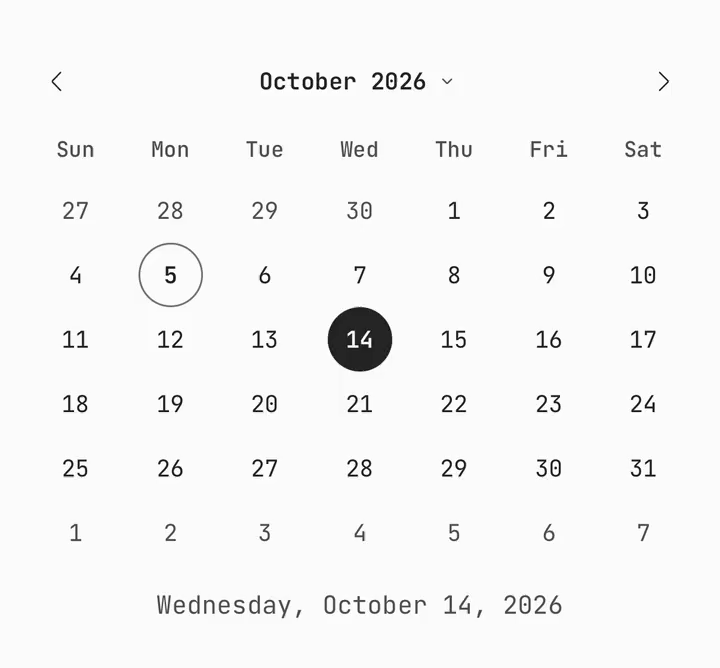 October 2026
Sun Mon Tue Wed Thu Fri Sat
27 28 29 30 1 2 3
4 5 6 7 8 9 10
11 12 13 14 15 16 17
18 19 20 21 22 23 24
25 26 27 28 29 30 31
1 2 3 4 5 6 7
Wednesday, October 14, 2026